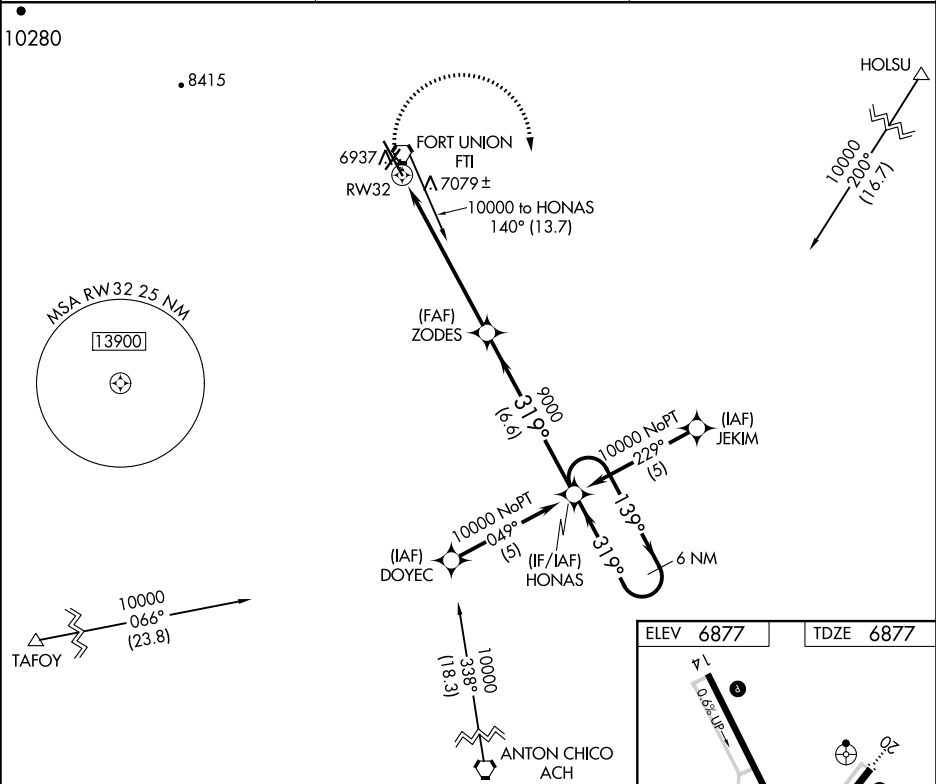 10280
8415
HOLSU
FORT UNION
FTI
6937
RW32
7079 ±
10000
200°
(16.7)
10000 to HONAS
140° (13.7)
MSA RW32 25 NM
13900
(FAF)
ZODES
9000
319°
(6.6)
(IAF)
JEKIM
10000 NoPT
229°
(5)
139°
10000 NoPT
049°
(5)
(IAF)
DOYEC
(IF/IAF)
HONAS
319°
6 NM
10000
066°
(23.8)
TAFOY
10000
338°
(18.3)
ANTON CHICO
ACH
ELEV 6877
TDZE 6877
14
0.6% UP
P
20